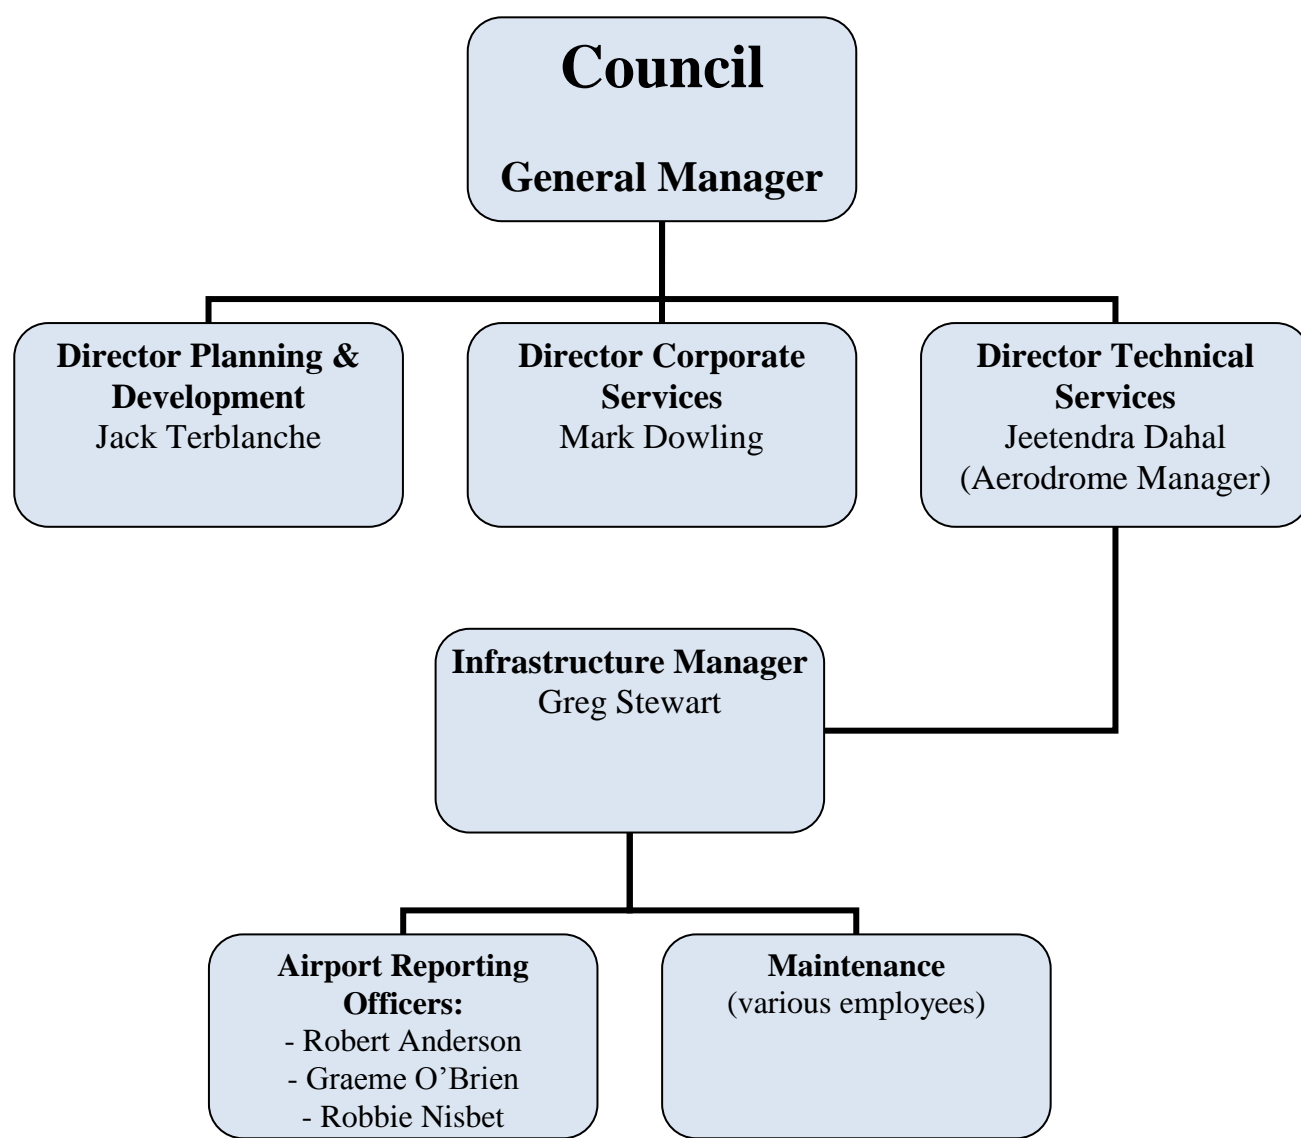 Council
General Manager
Director Planning &
Development
Jack Terblanche
Director Corporate
Services
Mark Dowling
Director Technical
Services
Jeetendra Dahal
(Aerodrome Manager)
Infrastructure Manager
Greg Stewart
Airport Reporting
Officers:
- Robert Anderson
- Graeme O’Brien
- Robbie Nisbet
Maintenance
(various employees)